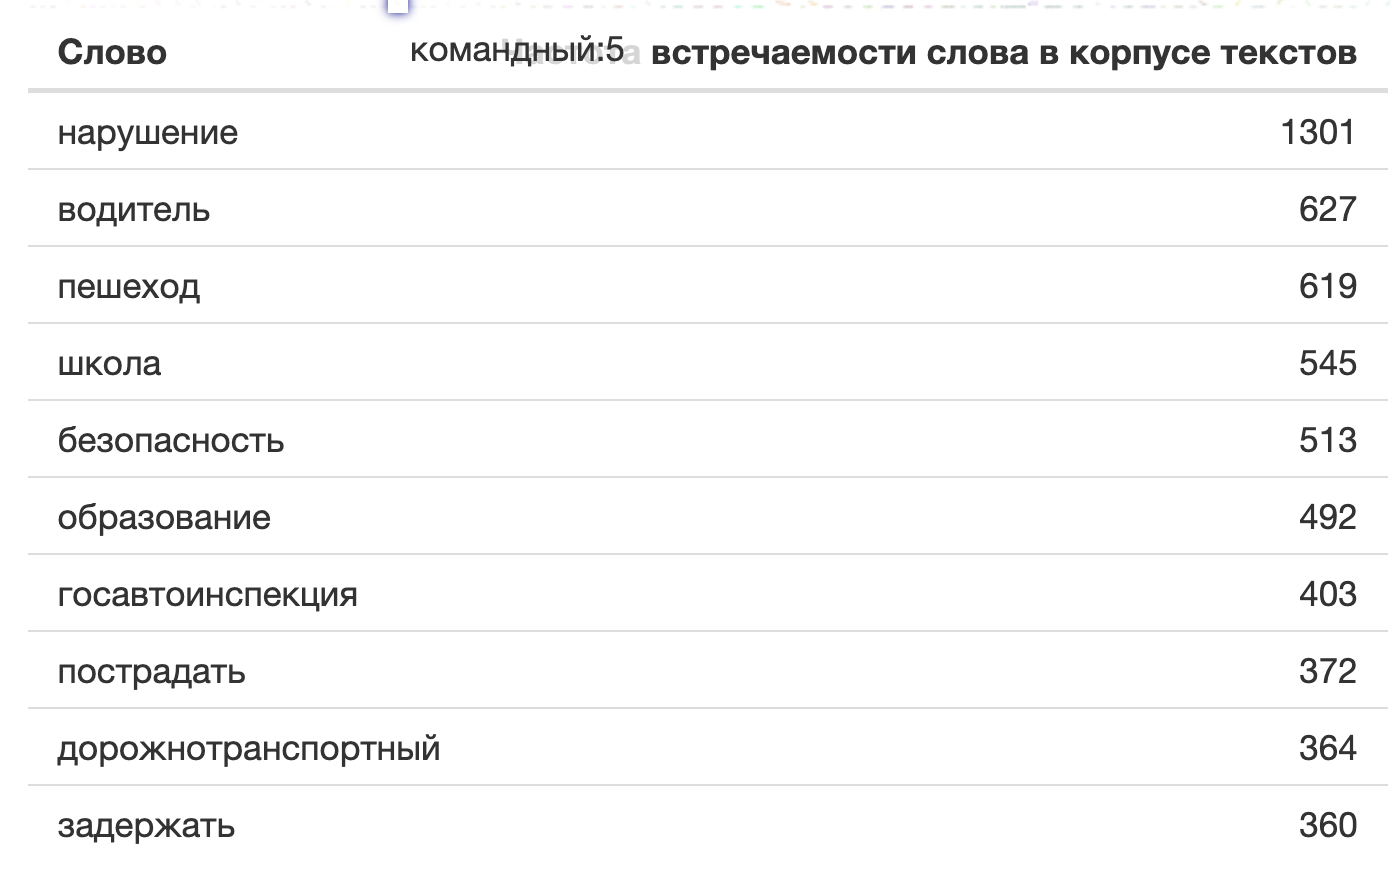 Слово командный:5 встречаемости слова в корпусе текстов
нарушение 1301
водитель 627
пешеход 619
школа 545
безопасность 513
образование 492
госавтоинспекция 403
пострадать 372
дорожнотранспортный 364
задержать 360